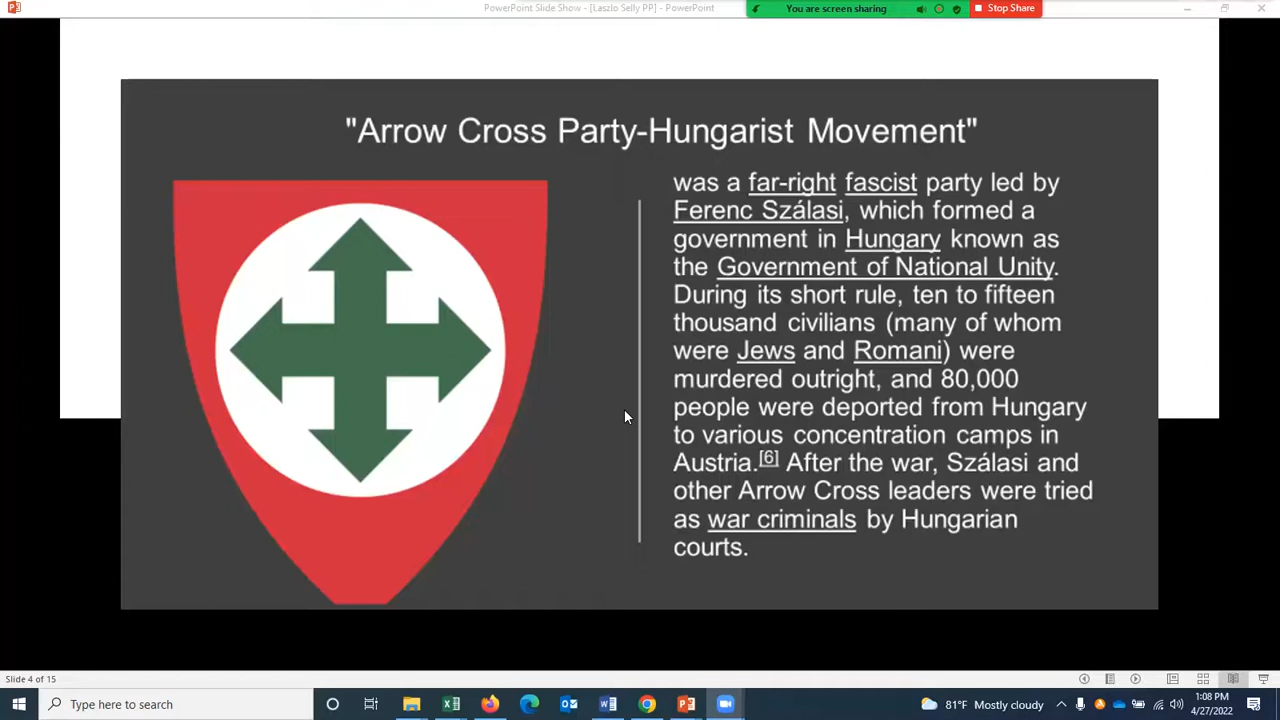 PowerPoint Slide Show - [Laszlo Selly PP] - PowerPoint
You are screen sharing
Stop Share
"Arrow Cross Party-Hungarist Movement"
was a far-right fascist party led by
Ferenc Szálasi, which formed a
government in Hungary known as
the Government of National Unity.
During its short rule, ten to fifteen
thousand civilians (many of whom
were Jews and Romani) were
murdered outright, and 80,000
people were deported from Hungary
to various concentration camps in
Austria.[6] After the war, Szálasi and
other Arrow Cross leaders were tried
as war criminals by Hungarian
courts.
Slide 4 of 15
Type here to search
81°F Mostly cloudy
1:08 PM
4/27/2022